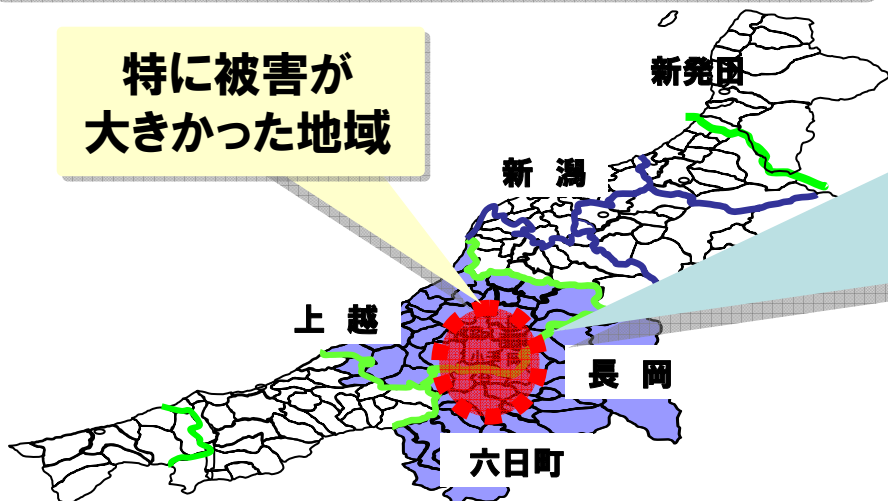 特に被害が
大きかった地域
新発田
新 潟
上 越
長 岡
六日町